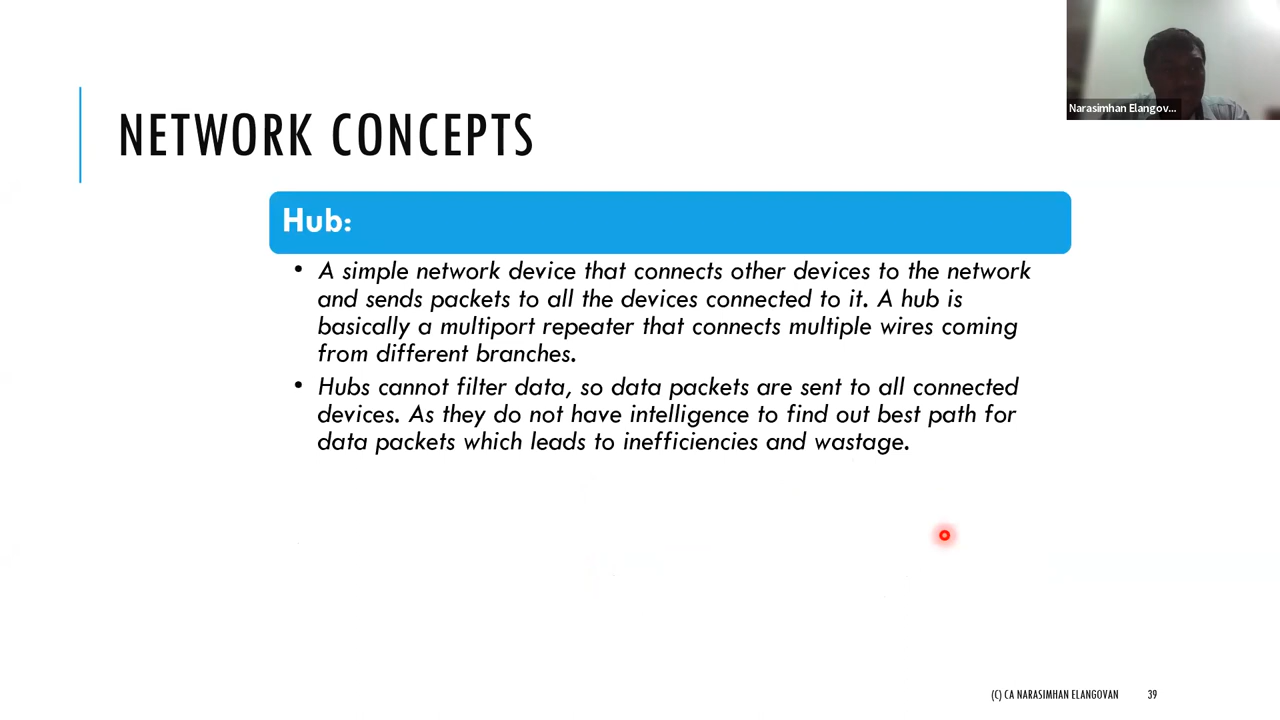 Narasimhan Elangov...
NETWORK CONCEPTS
Hub:
• A simple network device that connects other devices to the network
and sends packets to all the devices connected to it. A hub is
basically a multiport repeater that connects multiple wires coming
from different branches.
• Hubs cannot filter data, so data packets are sent to all connected
devices. As they do not have intelligence to find out best path for
data packets which leads to inefficiencies and wastage.
(C) CA NARASIMHAN ELANGOVAN 39